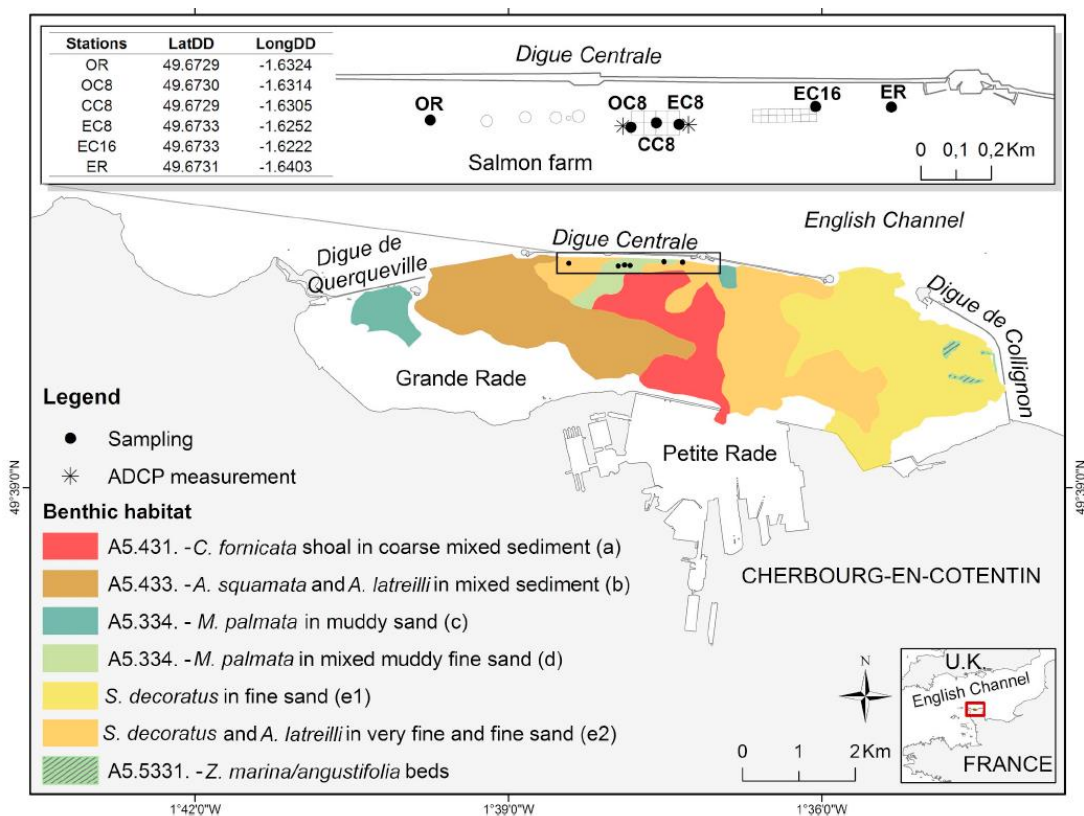 Stations LatDD LongDD
OR 49.6729 -1.6324
OC8 49.6730 -1.6314
CC8 49.6729 -1.6305
EC8 49.6733 -1.6252
EC16 49.6733 -1.6222
ER 49.6731 -1.6403
Digue Centrale
OR
OC8
EC8
CC8
EC16
ER
Salmon farm
0 0,1 0,2 Km
English Channel
Digue de
Querqueville
Digue Centrale
Digue de Collignon
Grande Rade
Petite Rade
CHERBOURG-EN-COTENTIN
Legend
Sampling
ADCP measurement
Benthic habitat
A5.431. - C. fornicata shoal in coarse mixed sediment (a)
A5.433. - A. squamata and A. latreilli in mixed sediment (b)
A5.334. - M. palmata in muddy sand (c)
A5.334. - M. palmata in mixed muddy fine sand (d)
S. decoratus in fine sand (e1)
S. decoratus and A. latreilli in very fine and fine sand (e2)
A5.5331. - Z. marina/angustifolia beds
N
0 1 2 Km
U.K.
English Channel
FRANCE
49°39'0"N
49°39'0"N
1°42'0"W
1°39'0"W
1°36'0"W